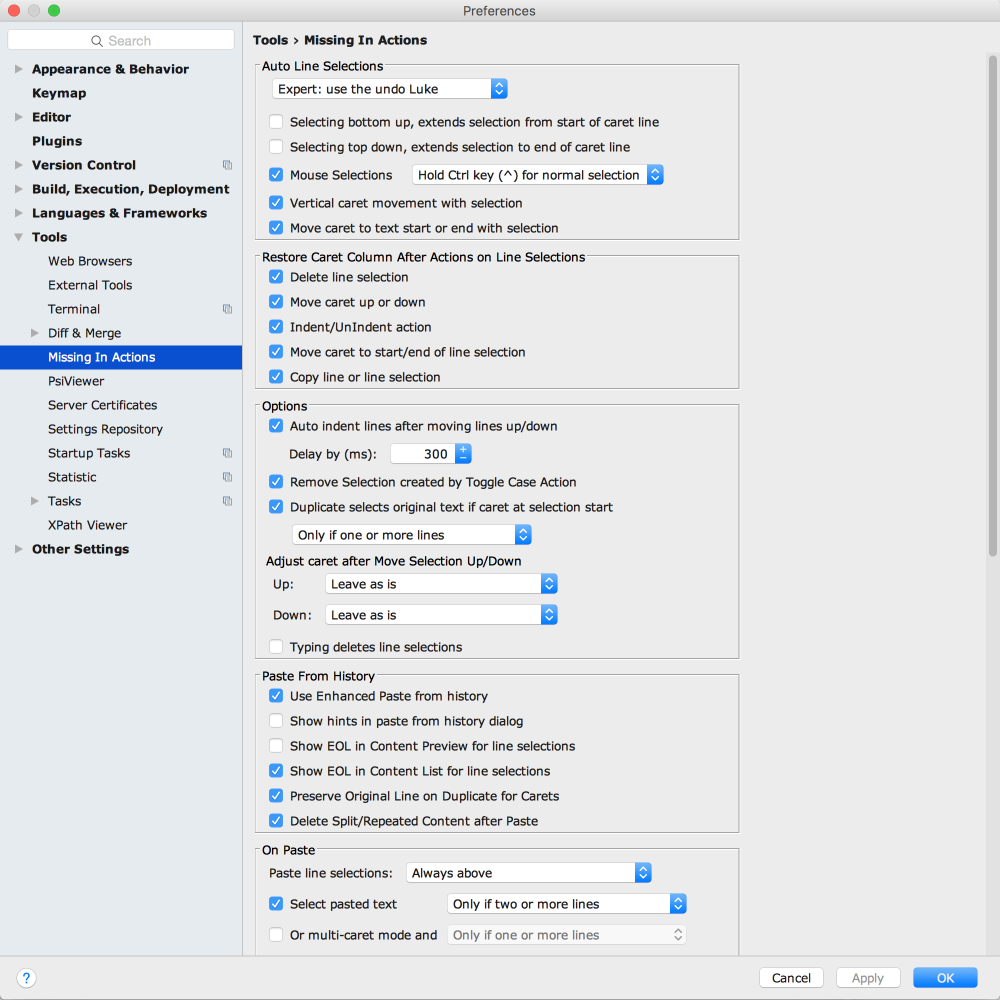 Preferences
Search
Appearance & Behavior
Keymap
Editor
Plugins
Version Control
Build, Execution, Deployment
Languages & Frameworks
Tools
Web Browsers
External Tools
Terminal
Diff & Merge
Missing In Actions
PsiViewer
Server Certificates
Settings Repository
Startup Tasks
Statistic
Tasks
XPath Viewer
Other Settings
Tools › Missing In Actions
Auto Line Selections
Expert: use the undo Luke
Selecting bottom up, extends selection from start of caret line
Selecting top down, extends selection to end of caret line
Mouse Selections Hold Ctrl key (^) for normal selection
Vertical caret movement with selection
Move caret to text start or end with selection
Restore Caret Column After Actions on Line Selections
Delete line selection
Move caret up or down
Indent/UnIndent action
Move caret to start/end of line selection
Copy line or line selection
Options
Auto indent lines after moving lines up/down
Delay by (ms): 300
Remove Selection created by Toggle Case Action
Duplicate selects original text if caret at selection start
Only if one or more lines
Adjust caret after Move Selection Up/Down
Up: Leave as is
Down: Leave as is
Typing deletes line selections
Paste From History
Use Enhanced Paste from history
Show hints in paste from history dialog
Show EOL in Content Preview for line selections
Show EOL in Content List for line selections
Preserve Original Line on Duplicate for Carets
Delete Split/Repeated Content after Paste
On Paste
Paste line selections: Always above
Select pasted text Only if two or more lines
Or multi-caret mode and Only if one or more lines
? Cancel Apply OK